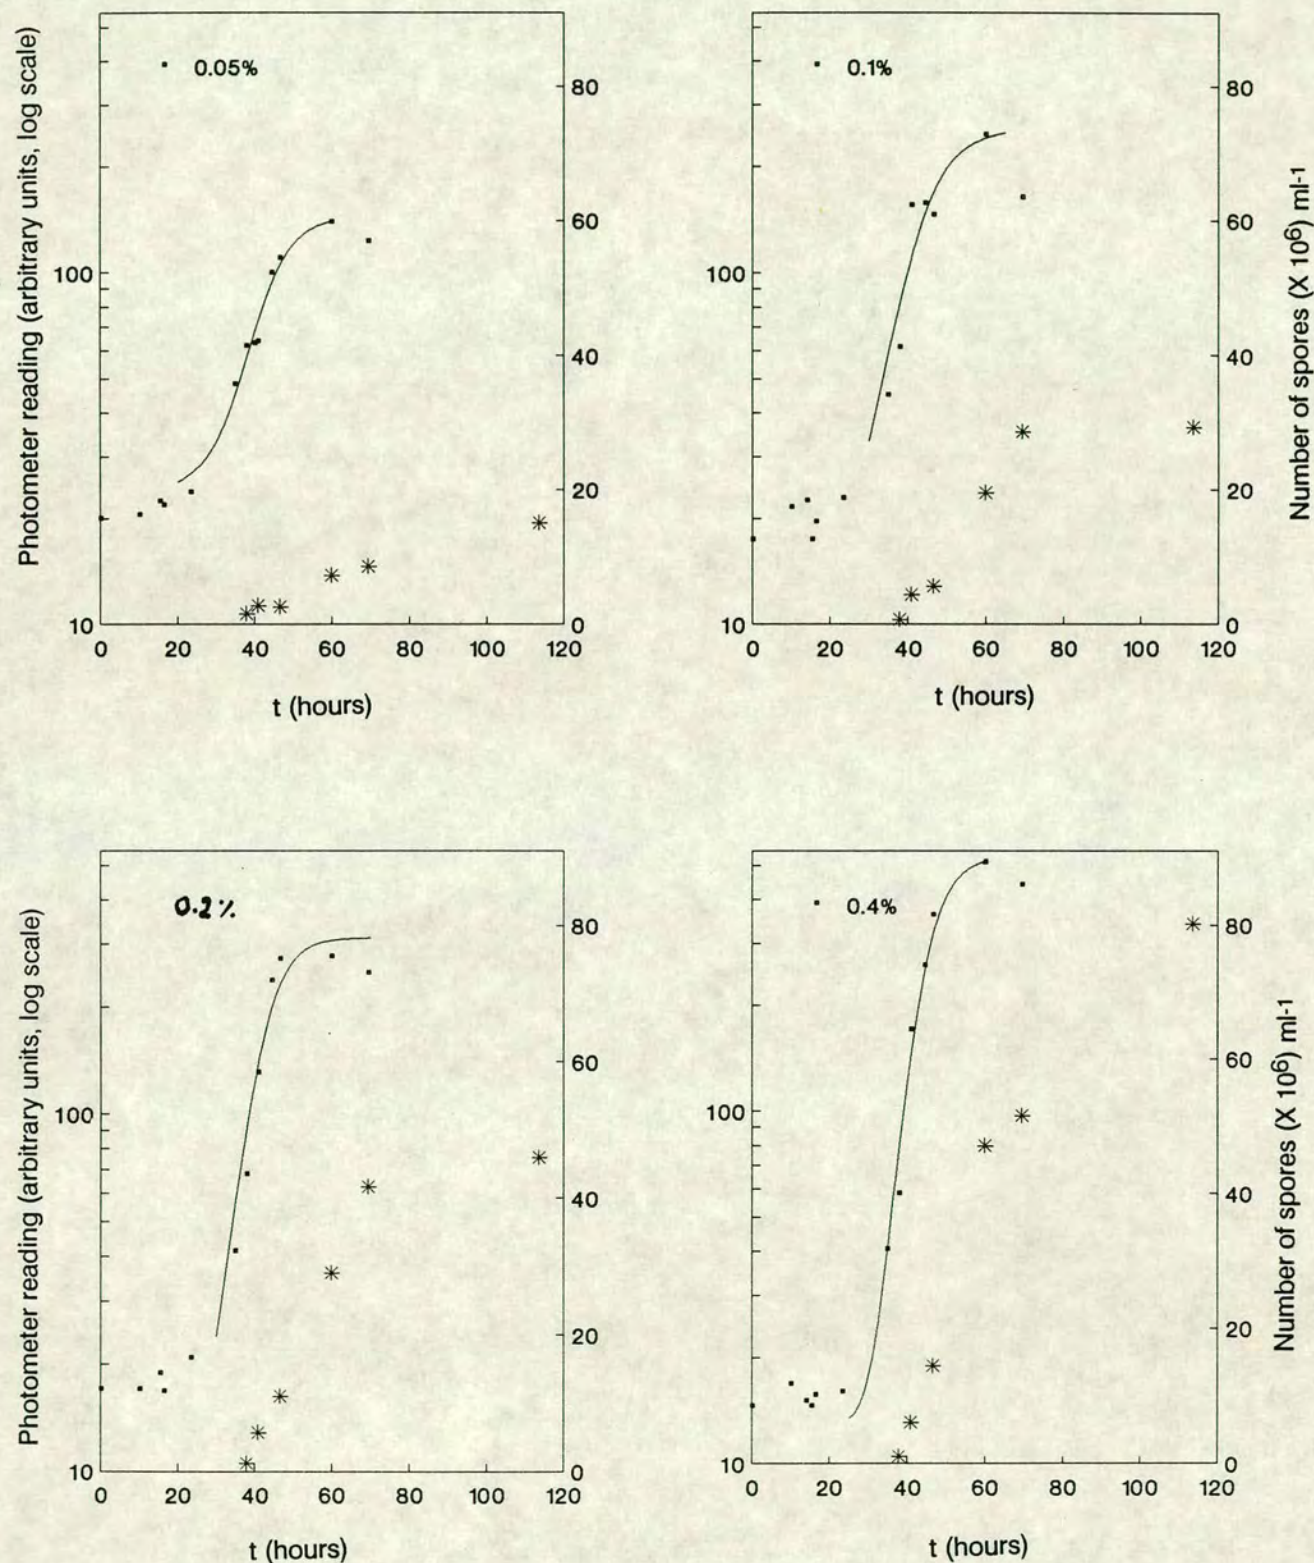 Photometer reading (arbitrary units, log scale)
0.05%
100
10
80
60
40
20
0
0 20 40 60 80 100 120
t (hours)
0.1%
100
10
80
60
40
20
0
0 20 40 60 80 100 120
t (hours)
Number of spores (X 10⁶) ml⁻¹
Photometer reading (arbitrary units, log scale)
0.2%
100
10
80
60
40
20
0
0 20 40 60 80 100 120
t (hours)
0.4%
100
10
80
60
40
20
0
0 20 40 60 80 100 120
t (hours)
Number of spores (X 10⁶) ml⁻¹